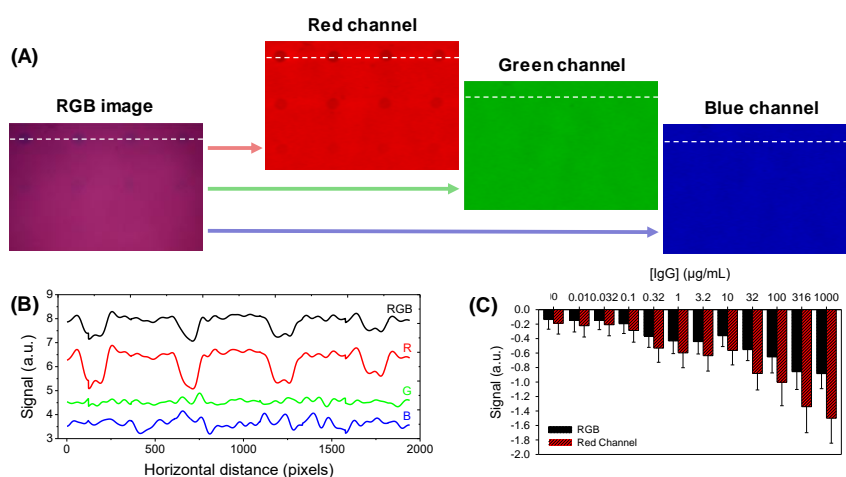 (A)
Red channel
Green channel
RGB image
Blue channel
(B)
9
8
7
6
5
4
3
Signal (a.u.)
RGB
R
G
B
0
500
1000
1500
2000
Horizontal distance (pixels)
(C)
[IgG] (µg/mL)
0 0.01 0.032 0.1 0.32 1 3.2 10 32 100 316 1000
0.0
-0.2
-0.4
-0.6
-0.8
-1.0
-1.2
-1.4
-1.6
-1.8
-2.0
Signal (a.u.)
RGB
Red Channel